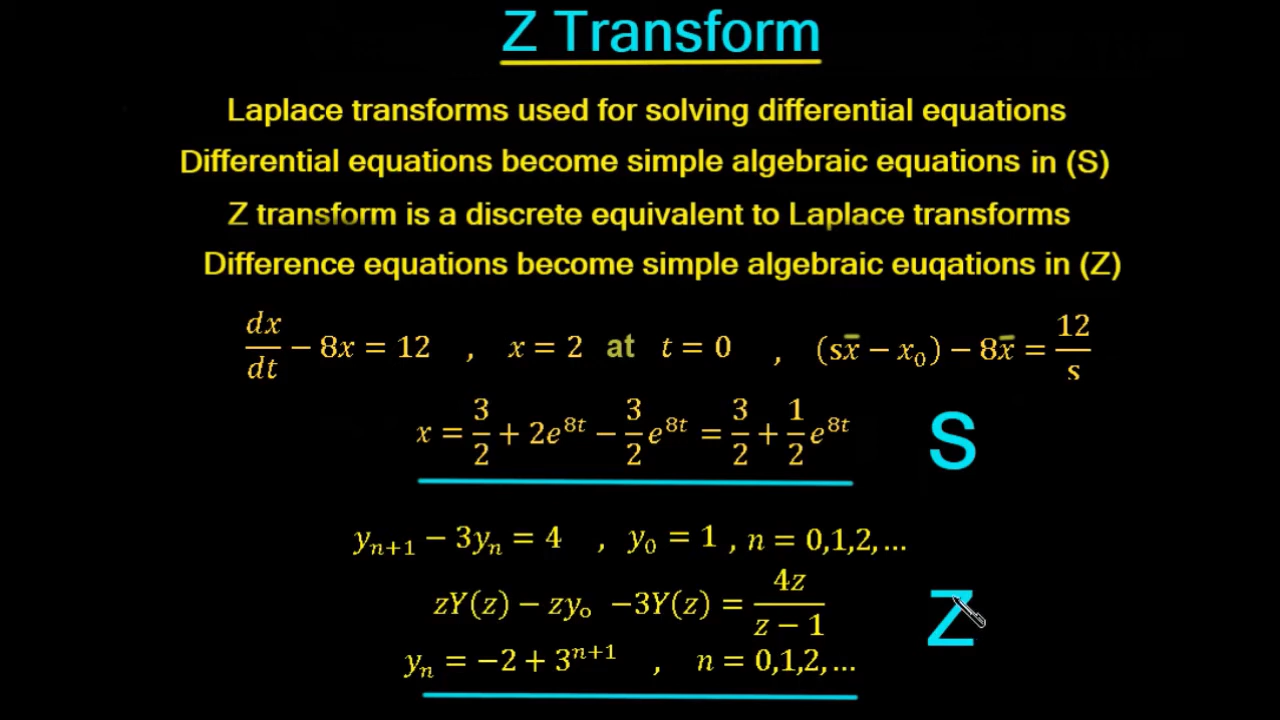 Z Transform
Laplace transforms used for solving differential equations
Differential equations become simple algebraic equations in (S)
Z transform is a discrete equivalent to Laplace transforms
Difference equations become simple algebraic euqations in (Z)
dx/dt − 8x = 12 , x = 2 at t = 0 , (sx̄ − x₀) − 8x̄ = 12/s
x = 3/2 + 2e^{8t} − 3/2 e^{8t} = 3/2 + 1/2 e^{8t}
S
yₙ₊₁ − 3yₙ = 4 , y₀ = 1 , n = 0,1,2,…
zY(z) − zy₀ −3Y(z) = 4z/(z − 1)
Z
yₙ = −2 + 3^{n+1} , n = 0,1,2,…